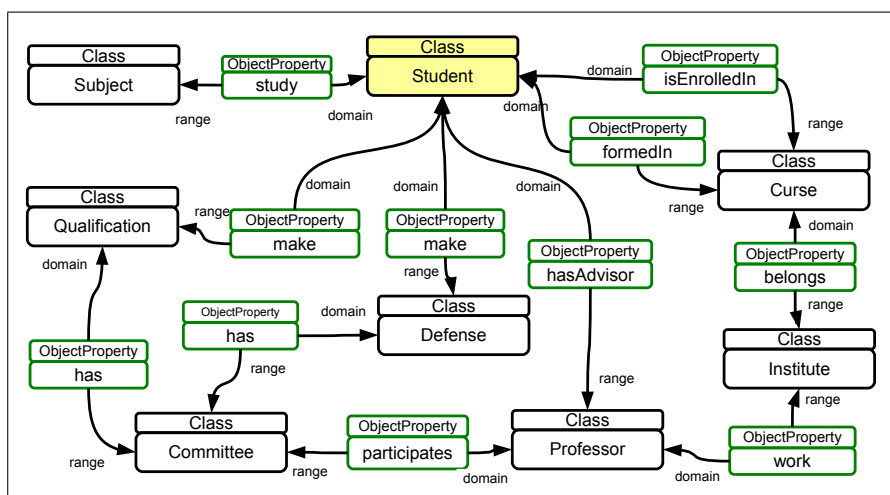 Class
Subject
ObjectProperty
study
range
domain
Class
Student
domain
ObjectProperty
isEnrolledIn
domain
ObjectProperty
formedIn
range
range
Class
Curse
Class
Qualification
range
domain
ObjectProperty
make
domain
domain
ObjectProperty
make
range
domain
ObjectProperty
hasAdvisor
domain
ObjectProperty
belongs
range
Class
Defense
ObjectProperty
has
domain
range
ObjectProperty
has
range
Class
Institute
range
Class
Committee
range
ObjectProperty
participates
domain
range
Class
Professor
domain
ObjectProperty
work